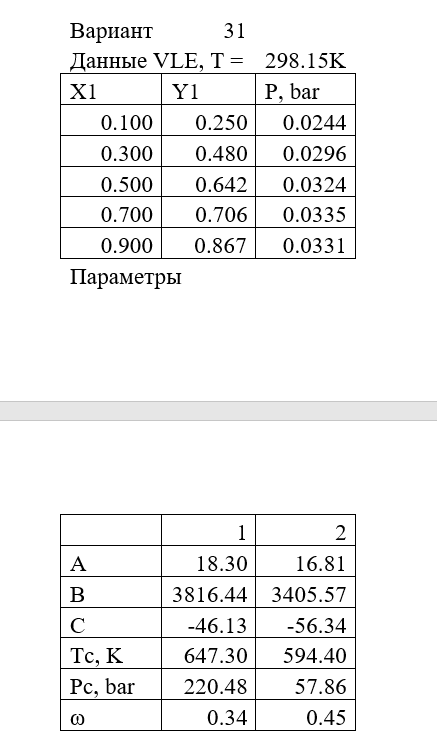 Вариант 31
Данные VLE, T = 298.15K
X1 Y1 P, bar
0.100 0.250 0.0244
0.300 0.480 0.0296
0.500 0.642 0.0324
0.700 0.706 0.0335
0.900 0.867 0.0331
Параметры
1 2
A 18.30 16.81
B 3816.44 3405.57
C -46.13 -56.34
Tc, K 647.30 594.40
Pc, bar 220.48 57.86
ω 0.34 0.45